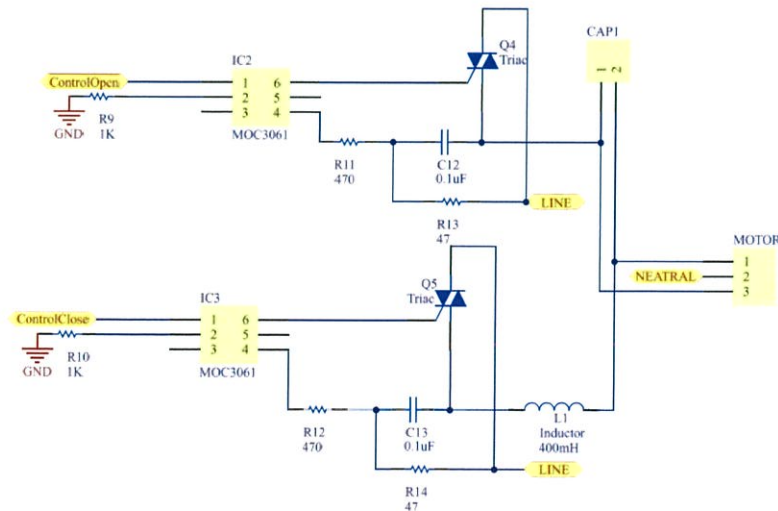 CAP1
1
2
Q4
Triac
IC2
ControlOpen
1 6
2 5
3 4
MOC3061
R9
1K
GND
R11
470
C12
0.1uF
R13
47
LINE
MOTOR
1
2
3
NEATRAL
Q5
Triac
IC3
ControlClose
1 6
2 5
3 4
MOC3061
R10
1K
GND
R12
470
C13
0.1uF
L1
Inductor
400mH
R14
47
LINE